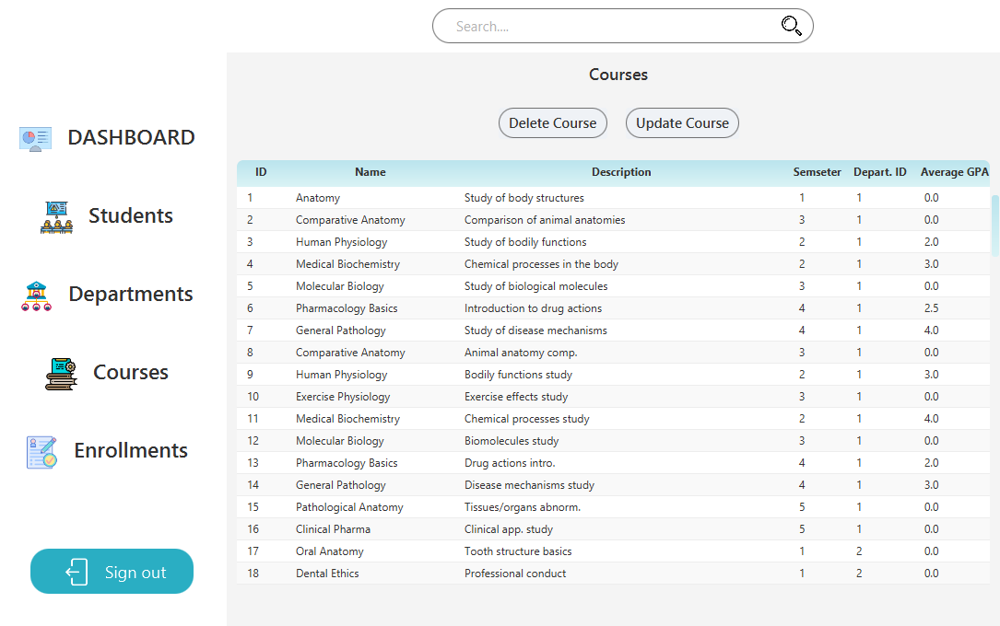 Search....
Courses
Delete Course Update Course
DASHBOARD
Students
Departments
Courses
Enrollments
Sign out
ID Name Description Semseter Depart. ID Average GPA
1 Anatomy Study of body structures 1 1 0.0
2 Comparative Anatomy Comparison of animal anatomies 3 1 0.0
3 Human Physiology Study of bodily functions 2 1 2.0
4 Medical Biochemistry Chemical processes in the body 2 1 3.0
5 Molecular Biology Study of biological molecules 3 1 0.0
6 Pharmacology Basics Introduction to drug actions 4 1 2.5
7 General Pathology Study of disease mechanisms 4 1 4.0
8 Comparative Anatomy Animal anatomy comp. 3 1 0.0
9 Human Physiology Bodily functions study 2 1 3.0
10 Exercise Physiology Exercise effects study 3 1 0.0
11 Medical Biochemistry Chemical processes study 2 1 4.0
12 Molecular Biology Biomolecules study 3 1 0.0
13 Pharmacology Basics Drug actions intro. 4 1 2.0
14 General Pathology Disease mechanisms study 4 1 3.0
15 Pathological Anatomy Tissues/organs abnorm. 5 1 0.0
16 Clinical Pharma Clinical app. study 5 1 0.0
17 Oral Anatomy Tooth structure basics 1 2 0.0
18 Dental Ethics Professional conduct 1 2 0.0